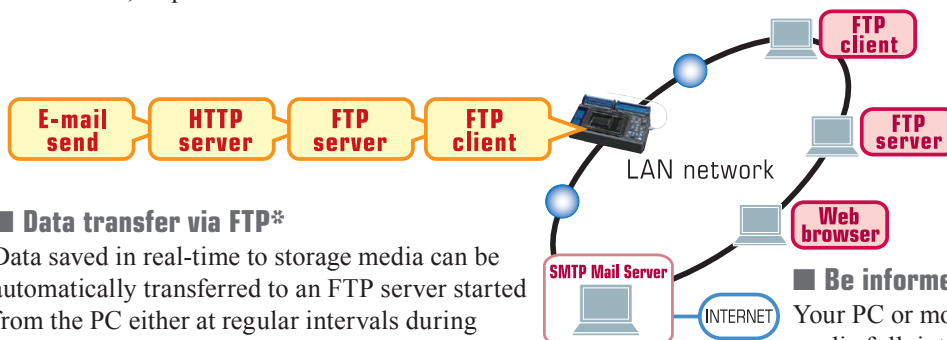 FTP
client
E-mail
send
HTTP
server
FTP
server
FTP
client
FTP
server
LAN network
Web
browser
■ Data transfer via FTP*
Data saved in real-time to storage media can be
automatically transferred to an FTP server started
from the PC either at regular intervals during
SMTP Mail Server
INTERNET
■ Be informe
Your PC or mo